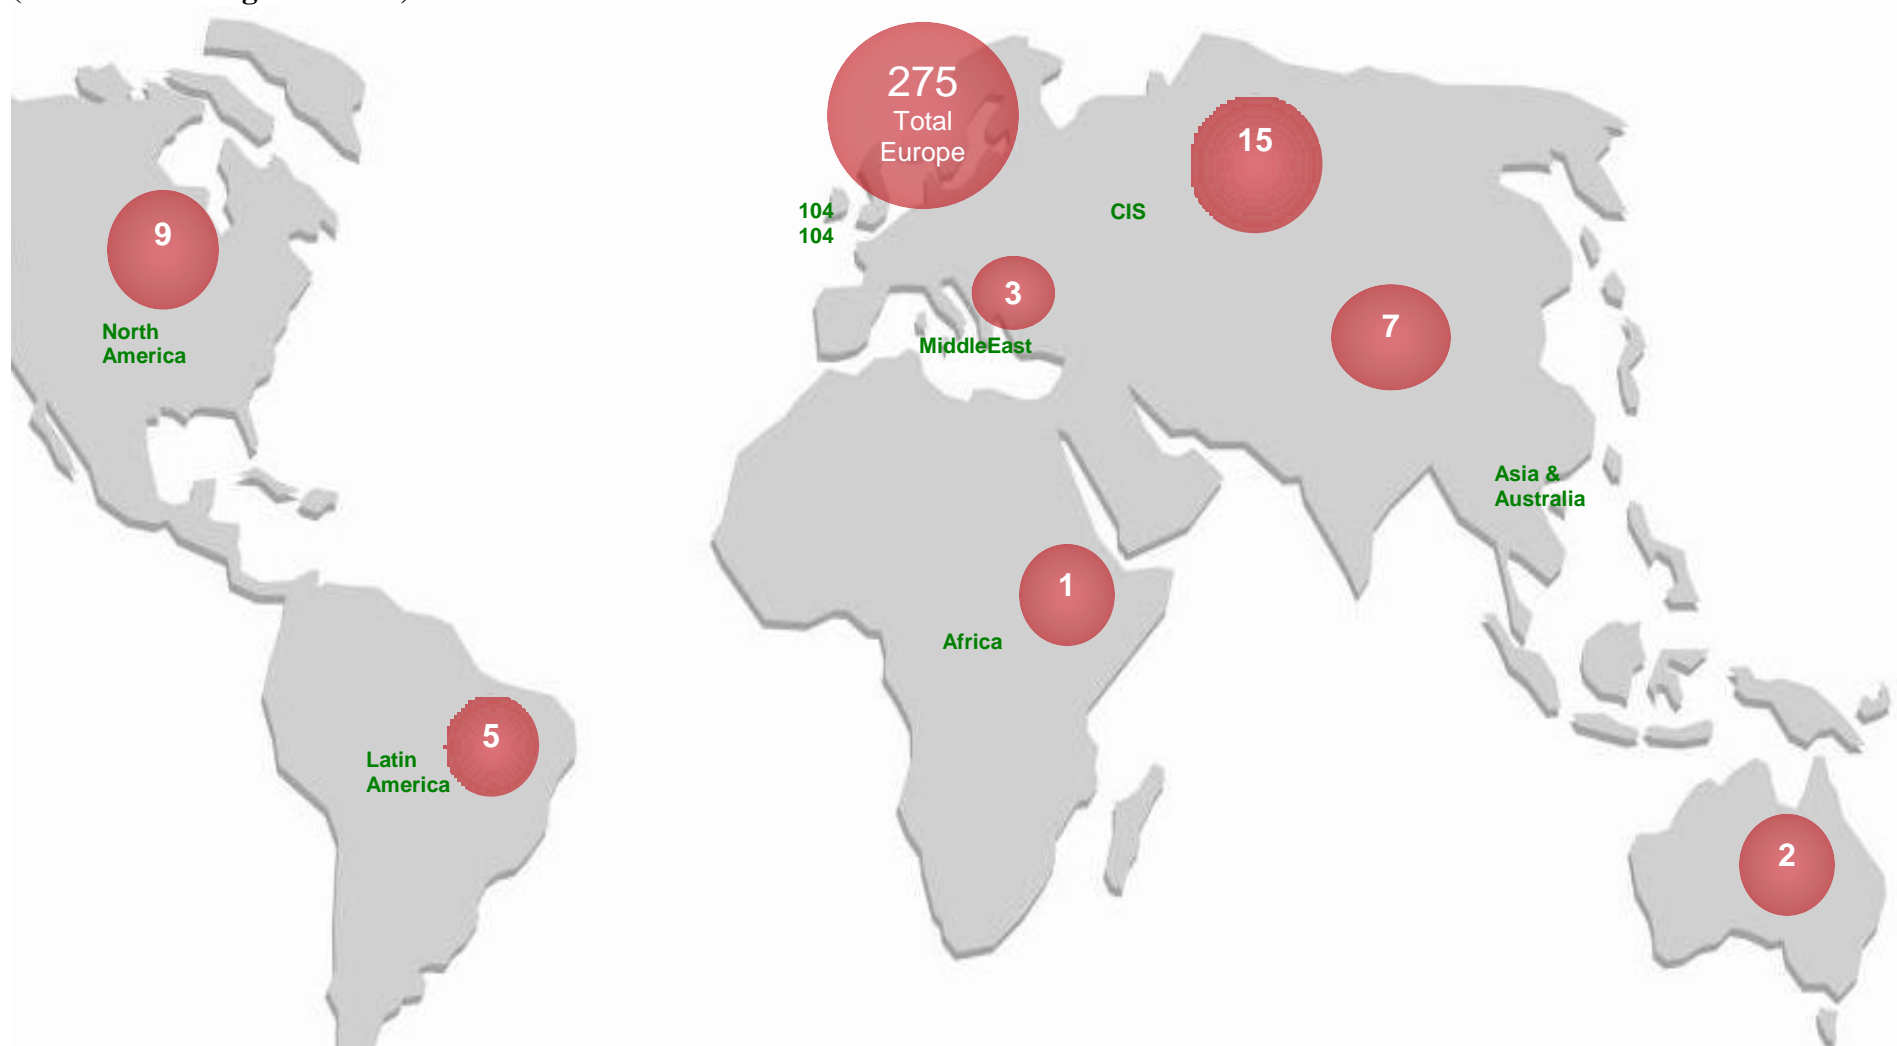 275
Total
Europe
15
104
104
CIS
9
3
7
North
America
MiddleEast
Asia &
Australia
1
Africa
5
Latin
America
2